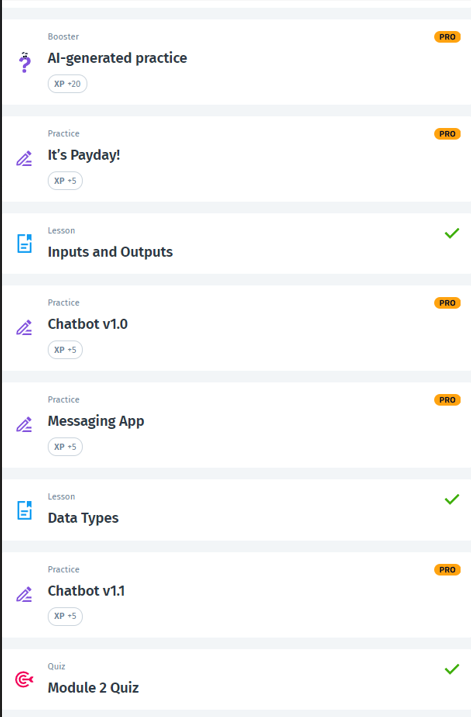 Booster
PRO
AI-generated practice
XP +20
Practice
PRO
It's Payday!
XP +5
Lesson
Inputs and Outputs
Practice
PRO
Chatbot v1.0
XP +5
Practice
PRO
Messaging App
XP +5
Lesson
Data Types
Practice
PRO
Chatbot v1.1
XP +5
Quiz
Module 2 Quiz